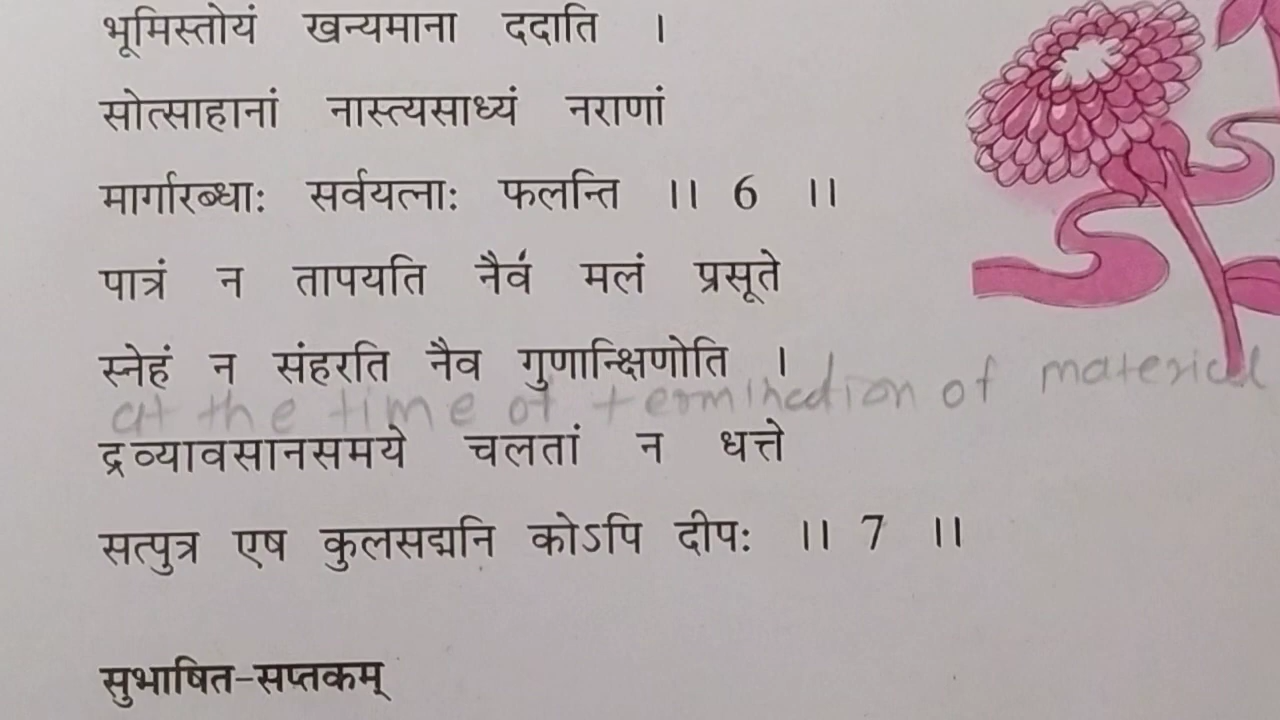 भूमिस्तोयं खन्यमाना ददाति ।
सोत्साहानां नास्त्यसाध्यं नराणां
मार्गारब्धाः सर्वयत्नाः फलन्ति ॥ 6 ॥
पात्रं न तापयति नैवं मलं प्रसूते
स्नेहं न संहरति नैव गुणान्क्षिणोति ।
at the time of termination of material
द्रव्यावसानसमये चलतां न धत्ते
सत्पुत्र एष कुलसद्मनि कोऽपि दीपः ॥ 7 ॥
सुभाषित-सप्तकम्